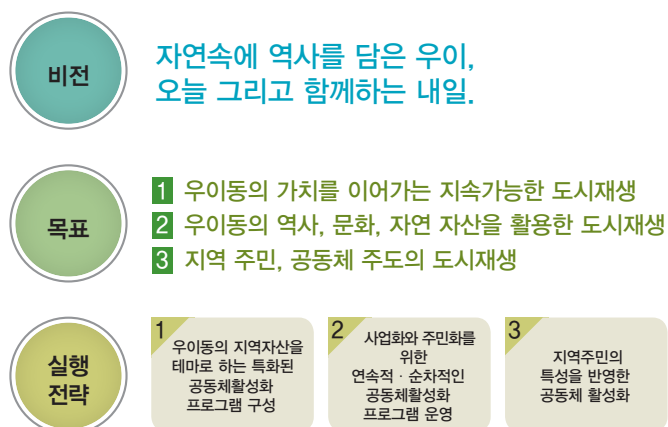 비전
자연속에 역사를 담은 우이,
오늘 그리고 함께하는 내일.
목표
1 우이동의 가치를 이어가는 지속가능한 도시재생
2 우이동의 역사, 문화, 자연 자산을 활용한 도시재생
3 지역 주민, 공동체 주도의 도시재생
실행
전략
1
우이동의 지역자산을
테마로 하는 특화된
공동체활성화
프로그램 구성
2
사업화와 주민화를
위한
연속적 · 순차적인
공동체활성화
프로그램 운영
3
지역주민의
특성을 반영한
공동체 활성화